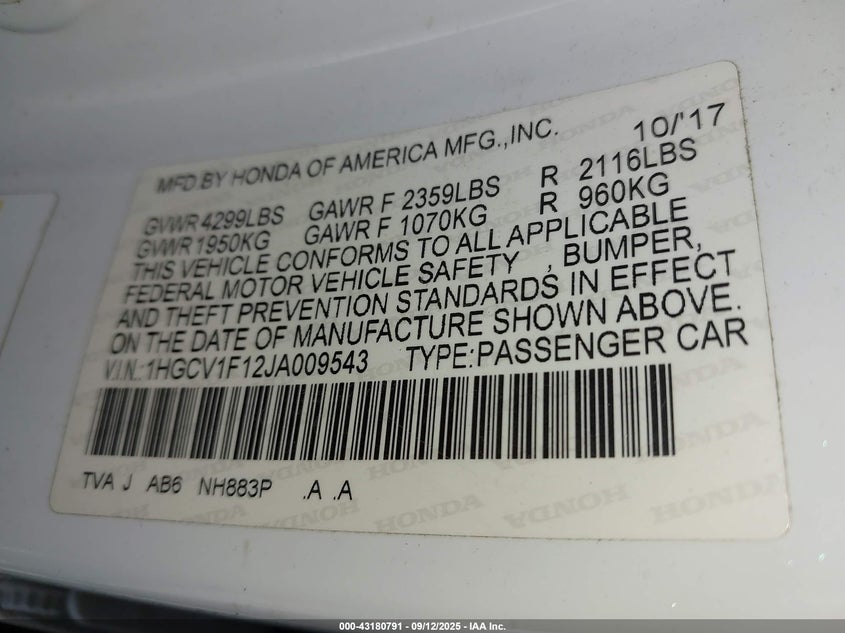 MFD.BY HONDA OF AMERICA MFG.,INC. 10/'17
GVWR 4299LBS GAWR F 2359LBS R 2116LBS
GVWR 1950KG GAWR F 1070KG R 960KG
THIS VEHICLE CONFORMS TO ALL APPLICABLE
FEDERAL MOTOR VEHICLE SAFETY , BUMPER,
AND THEFT PREVENTION STANDARDS IN EFFECT
ON THE DATE OF MANUFACTURE SHOWN ABOVE.
V.I.N.:1HGCV1F12JA009543 TYPE:PASSENGER CAR
TVA J AB6 NH883P .A .A
HONDA HONDA HONDA
000-43180791 - 09/12/2025 - IAA Inc.